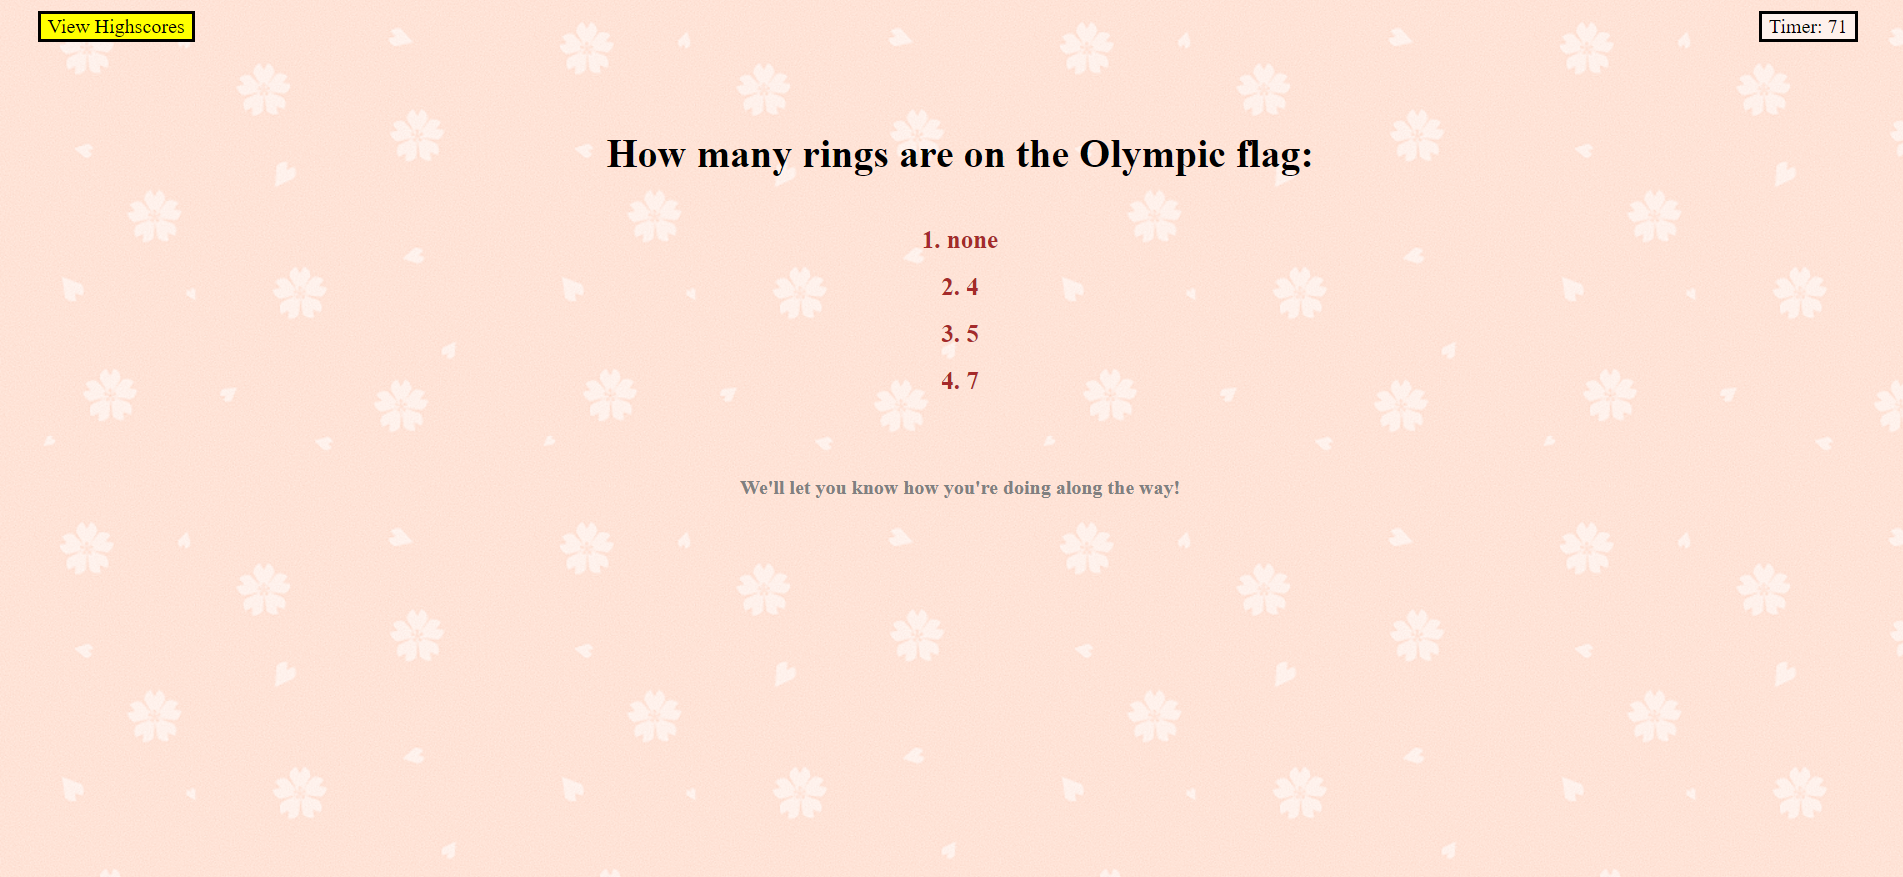 View Highscores
Timer: 71
How many rings are on the Olympic flag:
1. none
2. 4
3. 5
4. 7
We'll let you know how you're doing along the way!